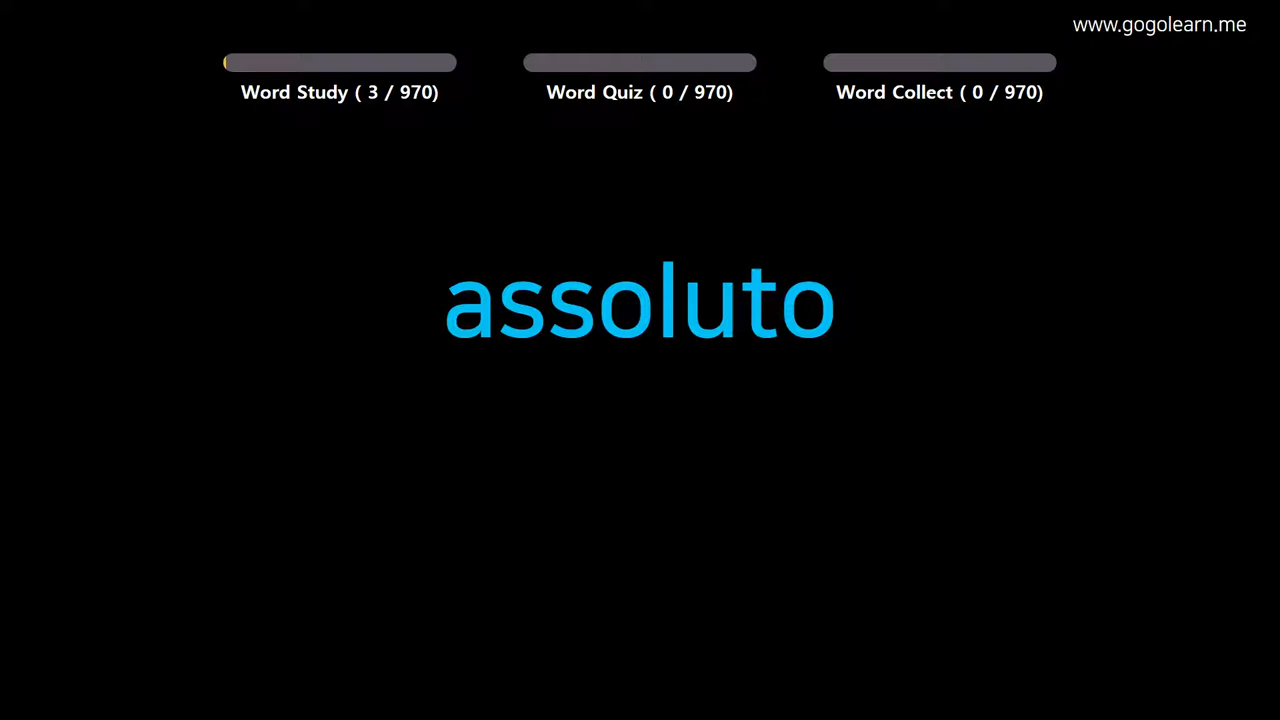 www.gogolearn.me
Word Study ( 3 / 970)
Word Quiz ( 0 / 970)
Word Collect ( 0 / 970)
assoluto